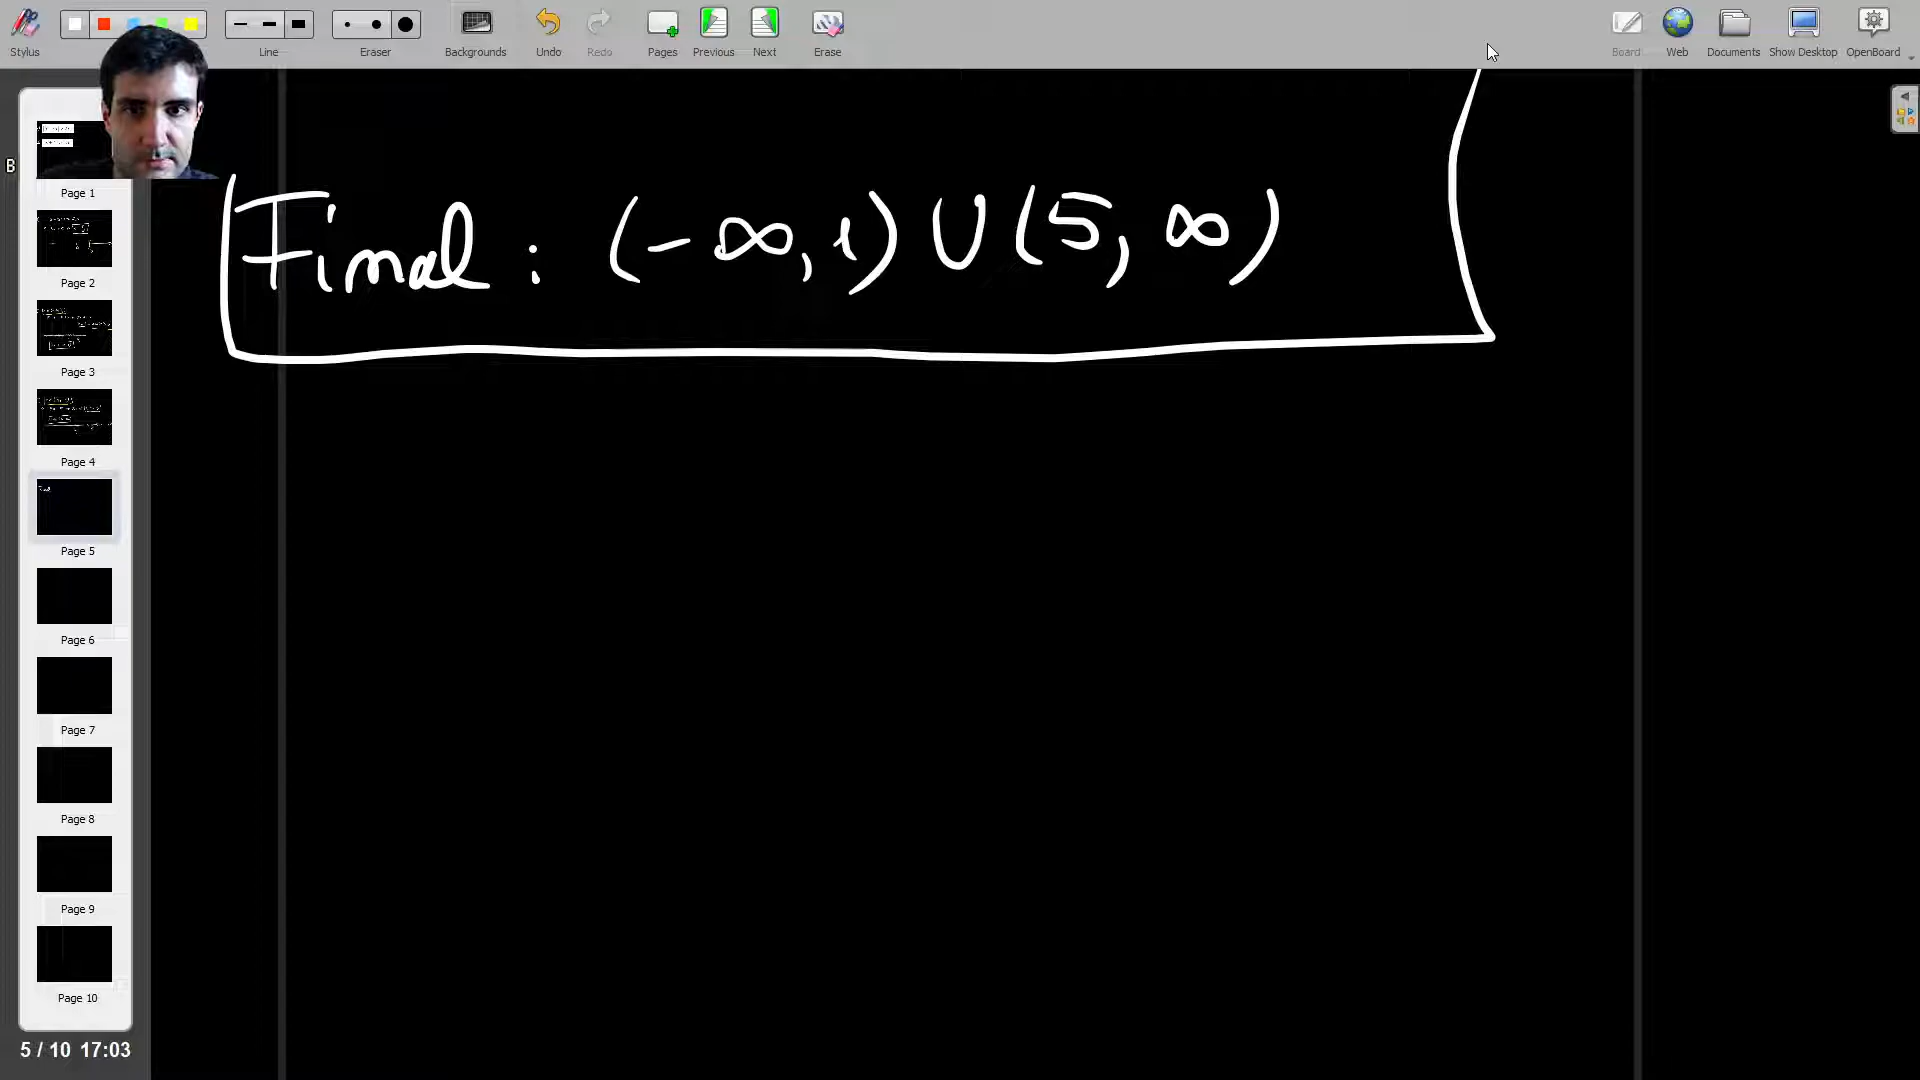 Stylus Line Eraser Backgrounds Undo Redo Pages Previous Next Erase Board Web Documents Show Desktop OpenBoard
B
Page 1
Page 2
Page 3
Page 4
Page 5
Page 6
Page 7
Page 8
Page 9
Page 10
5 / 10 17:03
Final : (-∞,1) ∪ (5, ∞)